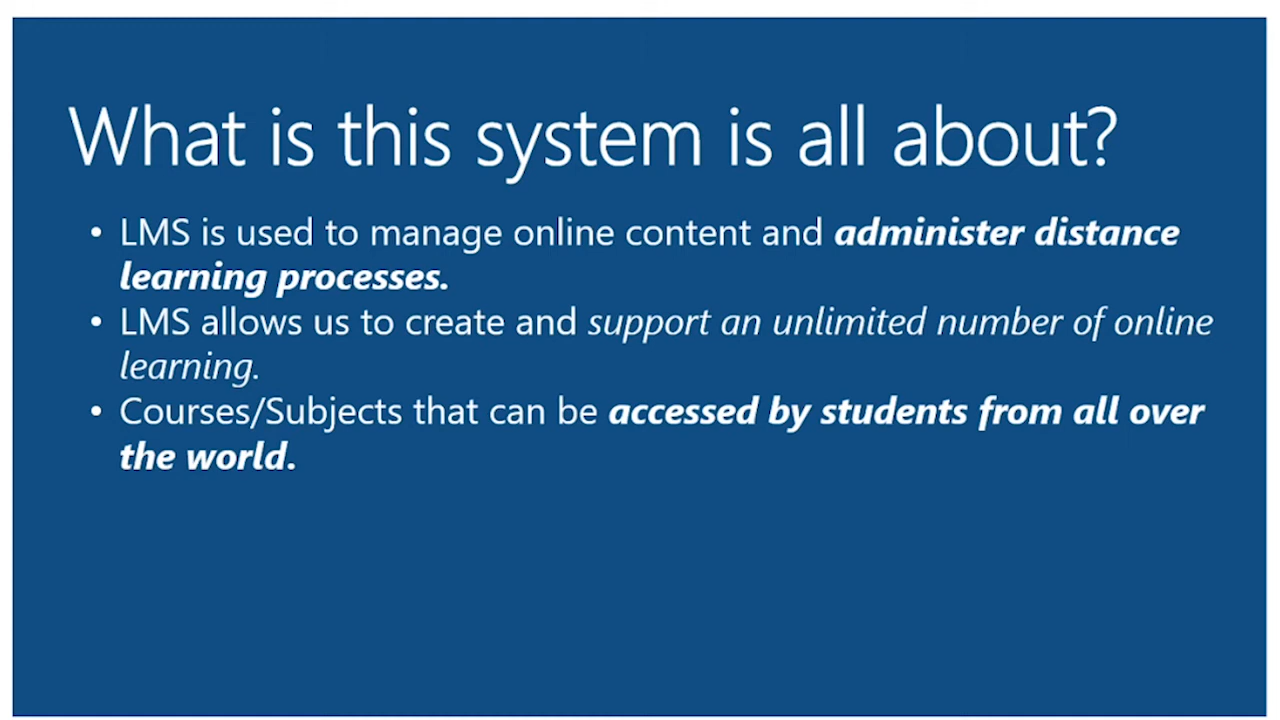 What is this system is all about?
• LMS is used to manage online content and administer distance
learning processes.
• LMS allows us to create and support an unlimited number of online
learning.
• Courses/Subjects that can be accessed by students from all over
the world.